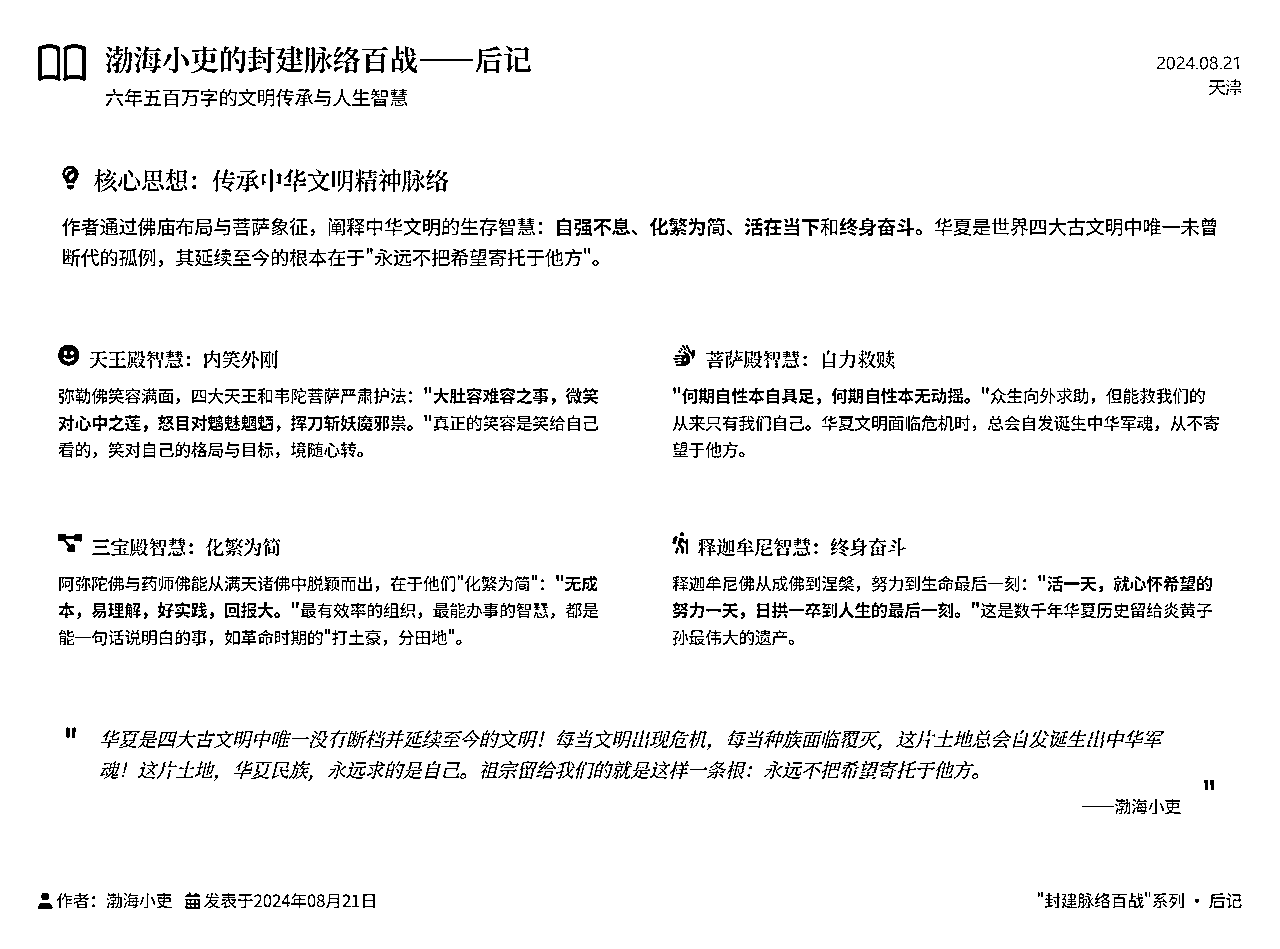 渤海小吏的封建脉络百战——后记
六年五百万字的文明传承与人生智慧
2024.08.21
天津
核心思想：传承中华文明精神脉络
作者通过佛庙布局与菩萨象征，阐释中华文明的生存智慧：自强不息、化繁为简、活在当下和终身奋斗。华夏是世界四大古文明中唯一未曾
断代的孤例，其延续至今的根本在于"永远不把希望寄托于他方"。
天王殿智慧：内笑外刚
弥勒佛笑容满面，四大天王和韦陀菩萨严肃护法："大肚容难容之事，微笑
对心中之莲，怒目对魑魅魍魉，挥刀斩妖魔邪祟。"真正的笑容是笑给自己
看的，笑对自己的格局与目标，境随心转。
菩萨殿智慧：自力救赎
"何期自性本自具足，何期自性本无动摇。"众生向外求助，但能救我们的
从来只有我们自己。华夏文明面临危机时，总会自发诞生中华军魂，从不寄
望于他方。
三宝殿智慧：化繁为简
阿弥陀佛与药师佛能从满天诸佛中脱颖而出，在于他们"化繁为简"："无成
本，易理解，好实践，回报大。"最有效率的组织，最能办事的智慧，都是
能一句话说明白的事，如革命时期的"打土豪，分田地"。
释迦牟尼智慧：终身奋斗
释迦牟尼佛从成佛到涅槃，努力到生命最后一刻："活一天，就心怀希望的
努力一天，日拱一卒到人生的最后一刻。"这是数千年华夏历史留给炎黄子
孙最伟大的遗产。
"华夏是四大古文明中唯一没有断档并延续至今的文明！每当文明出现危机，每当种族面临覆灭，这片土地总会自发诞生出中华军
魂！这片土地，华夏民族，永远求的是自己。祖宗留给我们的就是这样一条根：永远不把希望寄托于他方。"
——渤海小吏
作者：渤海小吏 发表于2024年08月21日
"封建脉络百战"系列 · 后记